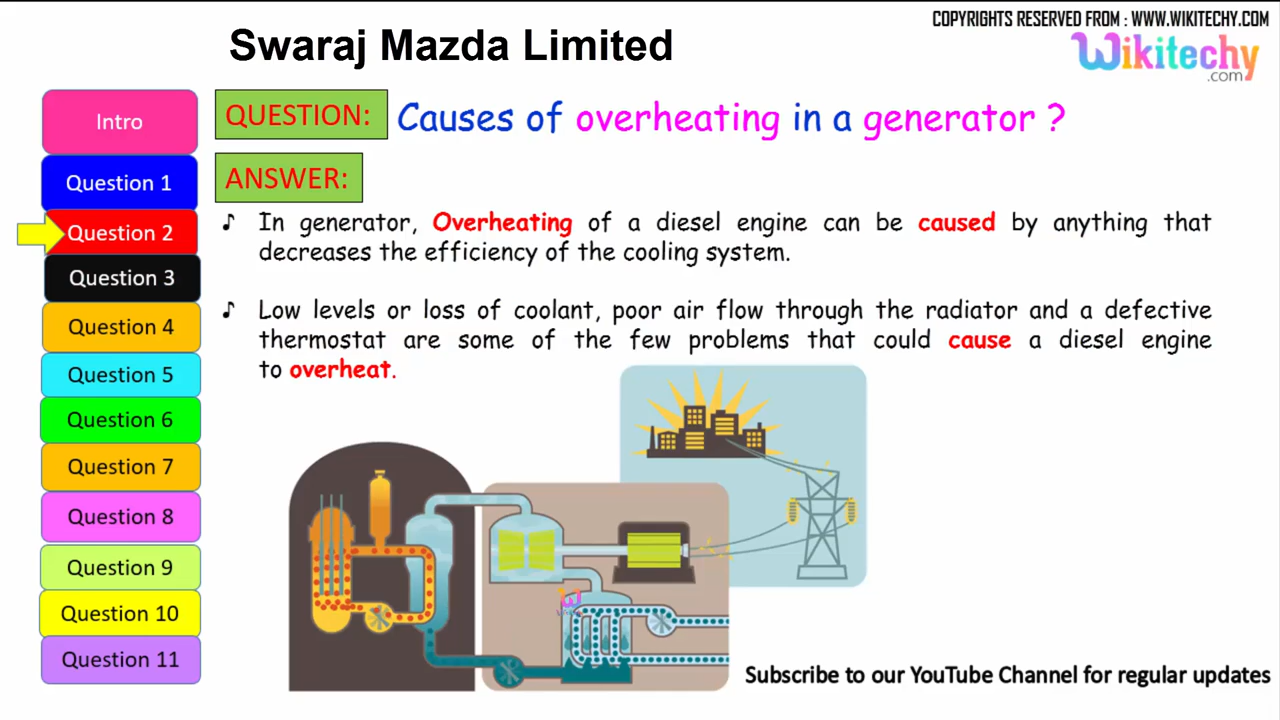 COPYRIGHTS RESERVED FROM : WWW.WIKITECHY.COM
Swaraj Mazda Limited
Wikitechy
.com
Intro
Question 1
Question 2
Question 3
Question 4
Question 5
Question 6
Question 7
Question 8
Question 9
Question 10
Question 11
QUESTION: Causes of overheating in a generator ?
ANSWER:
♪ In generator, Overheating of a diesel engine can be caused by anything that
decreases the efficiency of the cooling system.
♪ Low levels or loss of coolant, poor air flow through the radiator and a defective
thermostat are some of the few problems that could cause a diesel engine
to overheat.
Subscribe to our YouTube Channel for regular updates